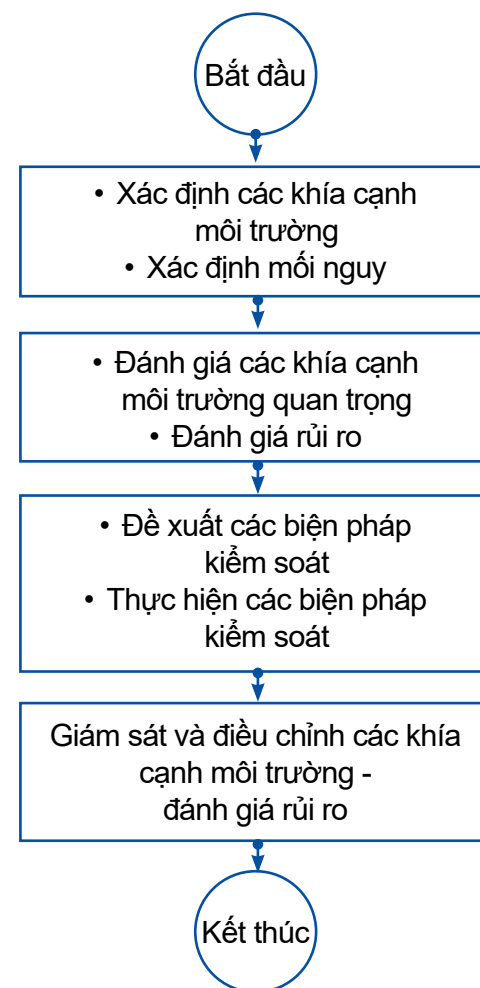 Bắt đầu
• Xác định các khía cạnh
môi trường
• Xác định mối nguy
• Đánh giá các khía cạnh
môi trường quan trọng
• Đánh giá rủi ro
• Đề xuất các biện pháp
kiểm soát
• Thực hiện các biện pháp
kiểm soát
Giám sát và điều chỉnh các khía
cạnh môi trường -
đánh giá rủi ro
Kết thúc